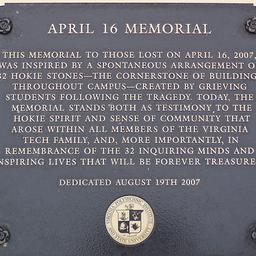 APRIL 16 MEMORIAL
THIS MEMORIAL TO THOSE LOST ON APRIL 16, 2007,
WAS INSPIRED BY A SPONTANEOUS ARRANGEMENT OF
32 HOKIE STONES—THE CORNERSTONE OF BUILDING
THROUGHOUT CAMPUS—CREATED BY GRIEVING
STUDENTS FOLLOWING THE TRAGEDY. TODAY, THE
MEMORIAL STANDS BOTH AS TESTIMONY TO THE
HOKIE SPIRIT AND SENSE OF COMMUNITY THAT
AROSE WITHIN ALL MEMBERS OF THE VIRGINIA
TECH FAMILY, AND, MORE IMPORTANTLY, IN
REMEMBRANCE OF THE 32 INQUIRING MINDS AND
INSPIRING LIVES THAT WILL BE FOREVER TREASURE
DEDICATED AUGUST 19TH 2007